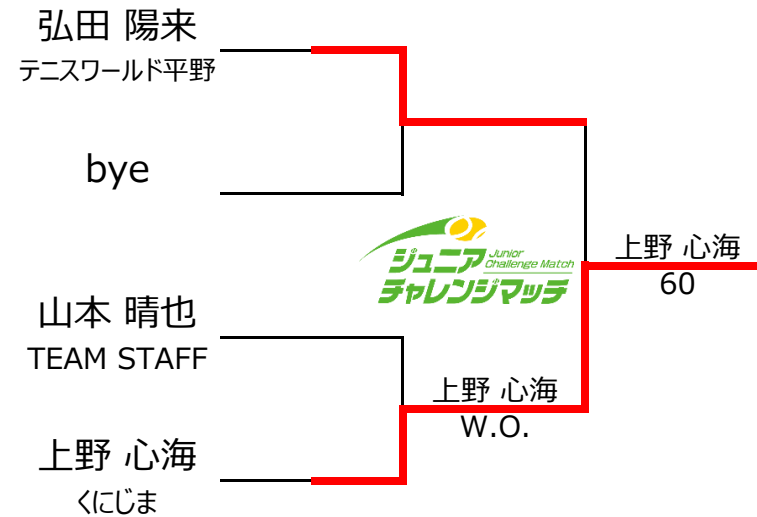 弘田 陽来
テニスワールド平野
bye
山本 晴也
TEAM STAFF
上野 心海
くにじま
ジュニア Junior
Challenge Match
チャレンジマッチ
上野 心海
W.O.
上野 心海
60